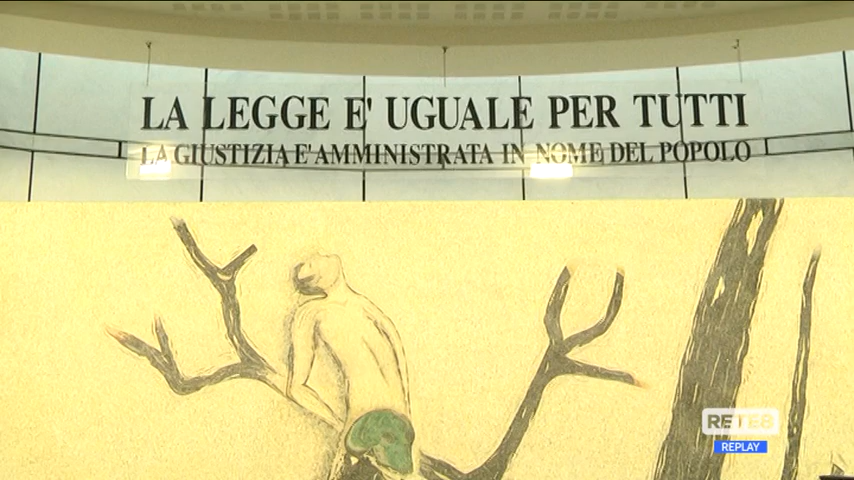 LA LEGGE E' UGUALE PER TUTTI
LA GIUSTIZIA E' AMMINISTRATA IN NOME DEL POPOLO
RETE8
REPLAY